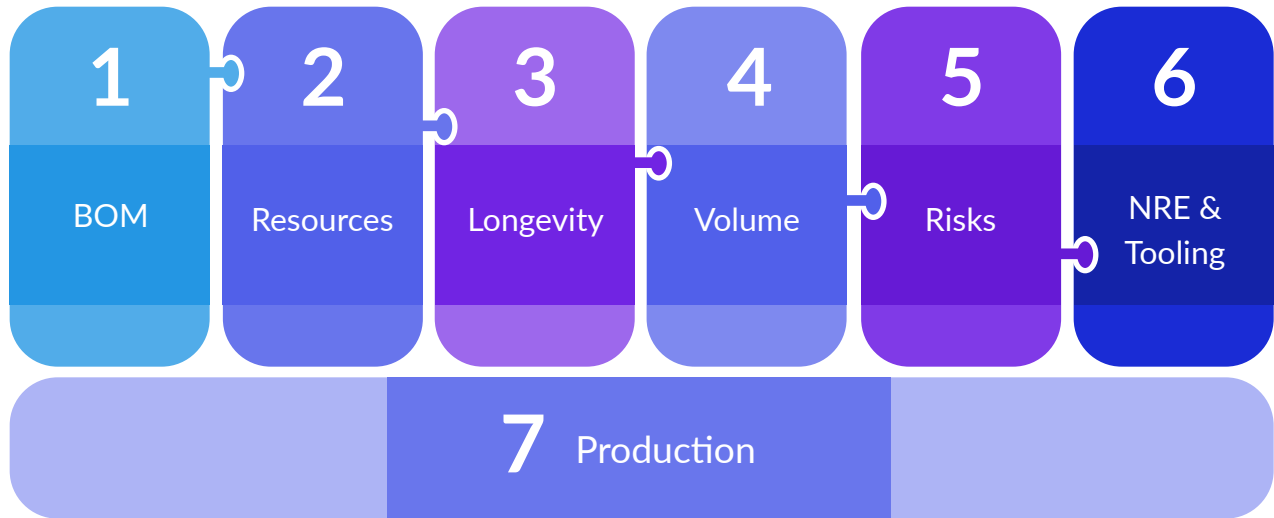 1
2
3
4
5
6
BOM
Resources
Longevity
Volume
Risks
NRE &
Tooling
7 Production